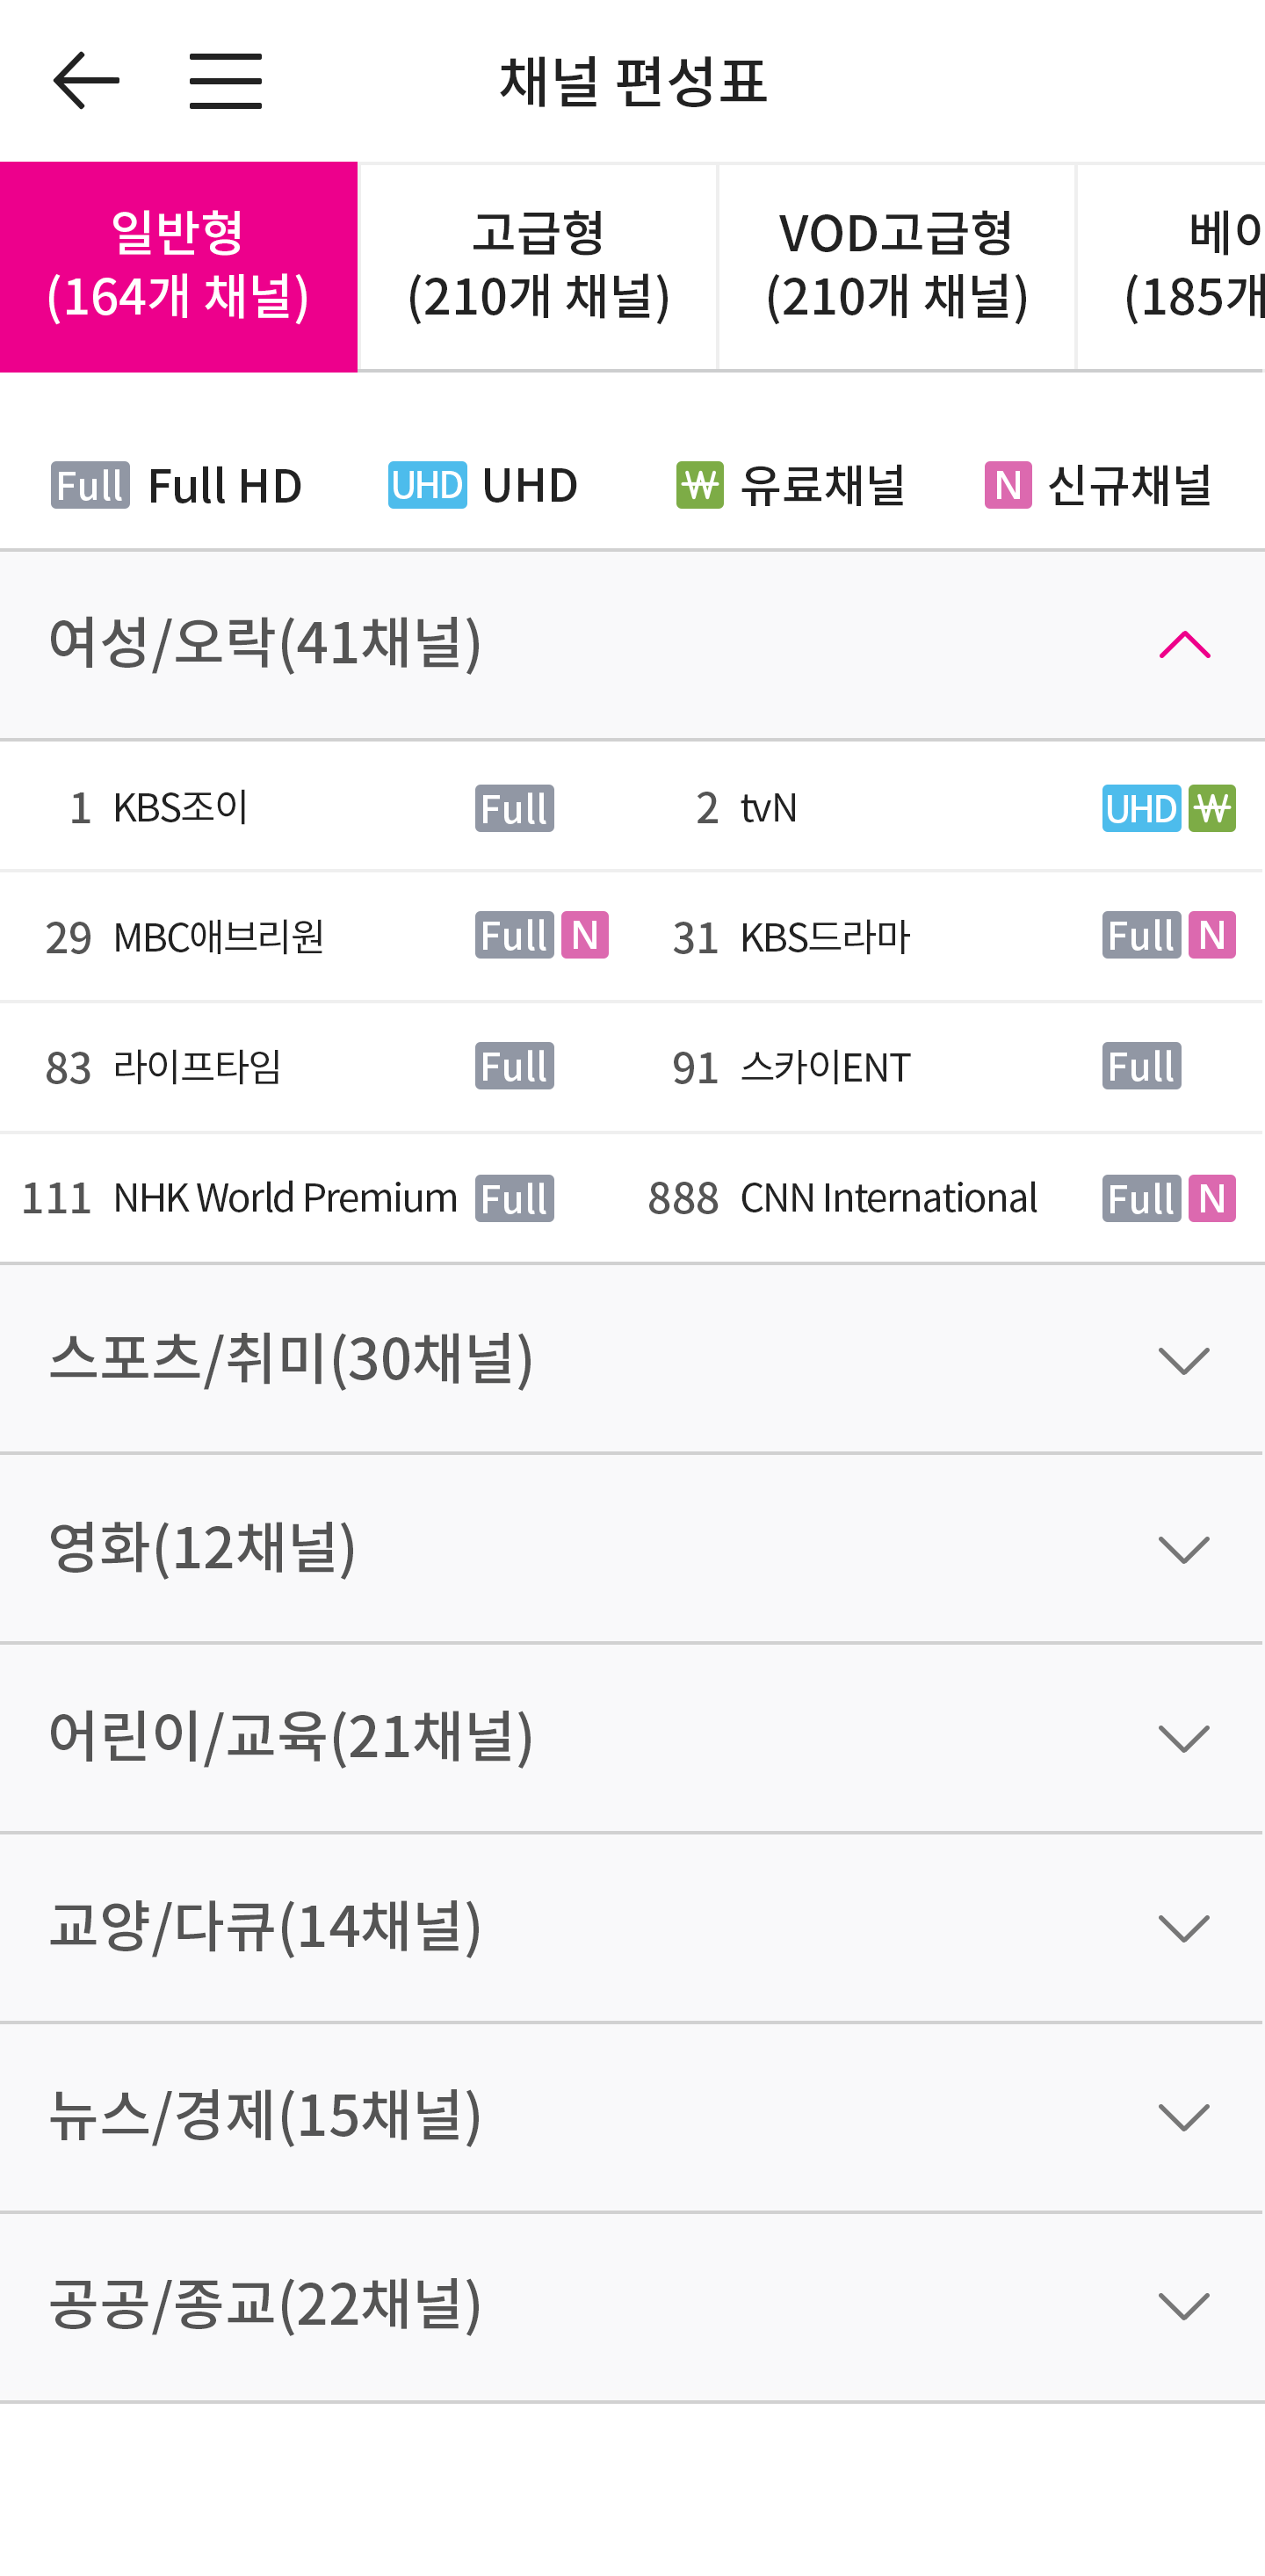 채널 편성표
일반형
(164개 채널)
고급형
(210개 채널)
VOD고급형
(210개 채널)
베이
(185개
Full Full HD
UHD UHD
₩ 유료채널
N 신규채널
여성/오락(41채널)
1 KBS조이 Full
2 tvN UHD ₩
29 MBC애브리원 Full N
31 KBS드라마 Full N
83 라이프타임 Full
91 스카이ENT Full
111 NHK World Premium Full
888 CNN International Full N
스포츠/취미(30채널)
영화(12채널)
어린이/교육(21채널)
교양/다큐(14채널)
뉴스/경제(15채널)
공공/종교(22채널)